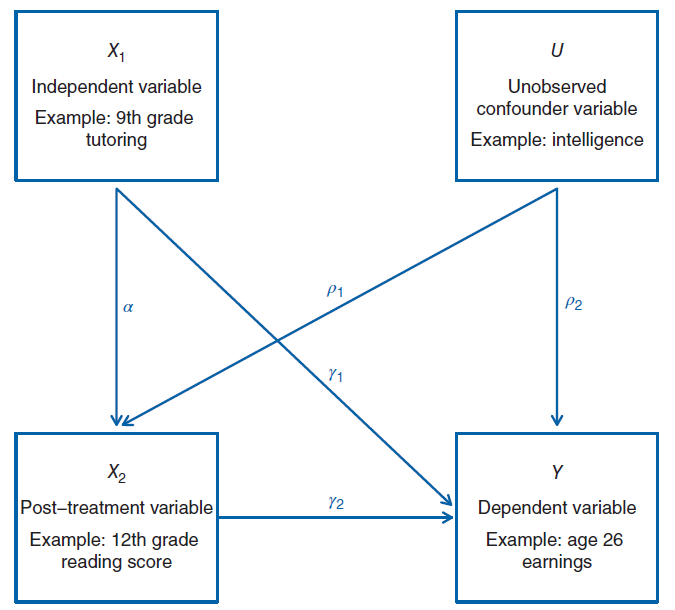 X₁
Independent variable
Example: 9th grade
tutoring
U
Unobserved
confounder variable
Example: intelligence
α
ρ₁
ρ₂
γ₁
X₂
Post–treatment variable
Example: 12th grade
reading score
γ₂
Y
Dependent variable
Example: age 26
earnings